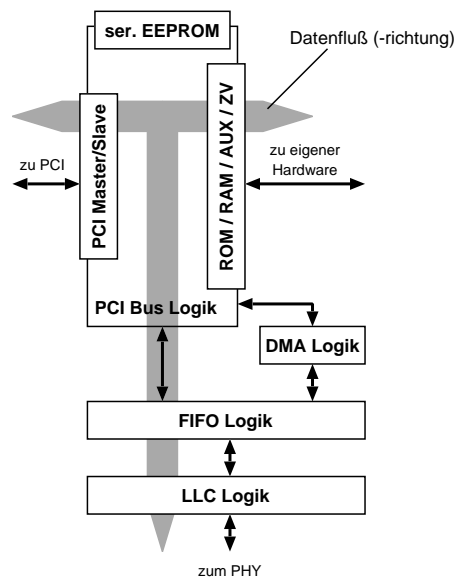 ser. EEPROM
Datenfluß (-richtung)
PCI Master/Slave
ROM / RAM / AUX / ZV
zu PCI
zu eigener
Hardware
PCI Bus Logik
DMA Logik
FIFO Logik
LLC Logik
zum PHY